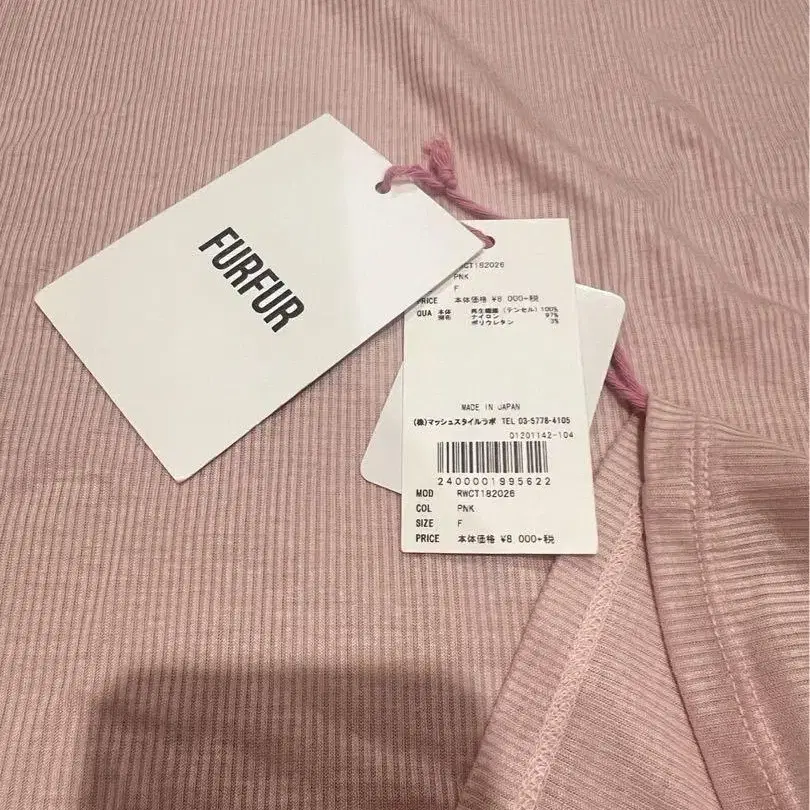 FURFUR
RWCT182026
PNK
F
PRICE 本体価格 ¥8,000+税
QUA 本体 再生繊維 (テンセル) 100%
別布 ナイロン 97%
ポリウレタン 3%
MADE IN JAPAN
(株)マッシュスタイルラボ TEL 03-5778-4105
01201142-104
2400001995622
MOD RWCT182026
COL PNK
SIZE F
PRICE 本体価格 ¥8,000+税